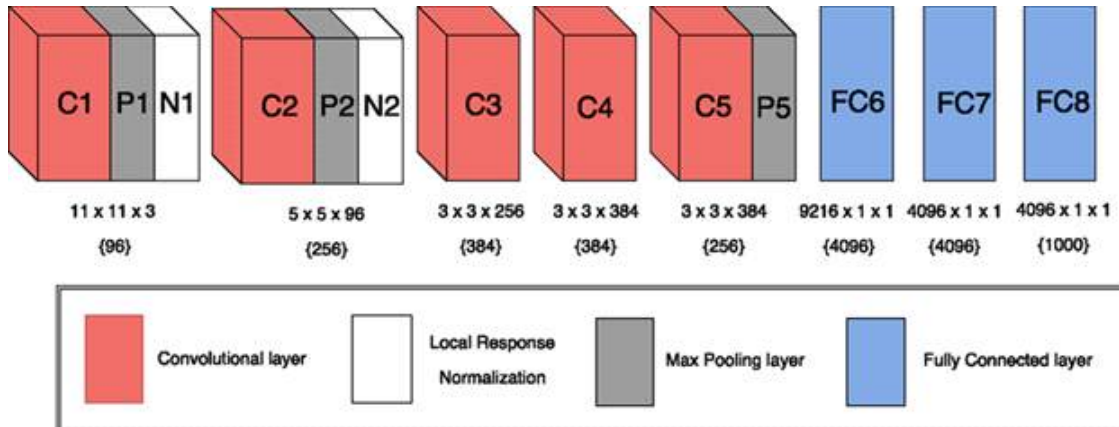 C1 P1 N1 C2 P2 N2 C3 C4 C5 P5 FC6 FC7 FC8
11 x 11 x 3 5 x 5 x 96 3 x 3 x 256 3 x 3 x 384 3 x 3 x 384 9216 x 1 x 1 4096 x 1 x 1 4096 x 1 x 1
{96} {256} {384} {384} {256} {4096} {4096} {1000}
Convolutional layer
Local Response
Normalization
Max Pooling layer
Fully Connected layer